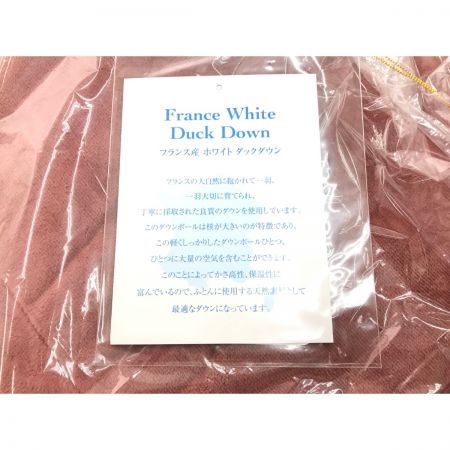 France White
Duck Down
フランス産 ホワイト ダックダウン
フランスの大自然に抱かれて一羽、
一羽大切に育てられ、
丁寧に採取された良質のダウンを使用しています。
このダウンボールは核が大きいのが特徴であり、
この軽くしっかりしたダウンボールひとつ、
ひとつに大量の空気を含むことができます。
このことによってかさ高性、保温性に
富んでいるので、ふとんに使用する天然素材として
最適なダウンになっています。